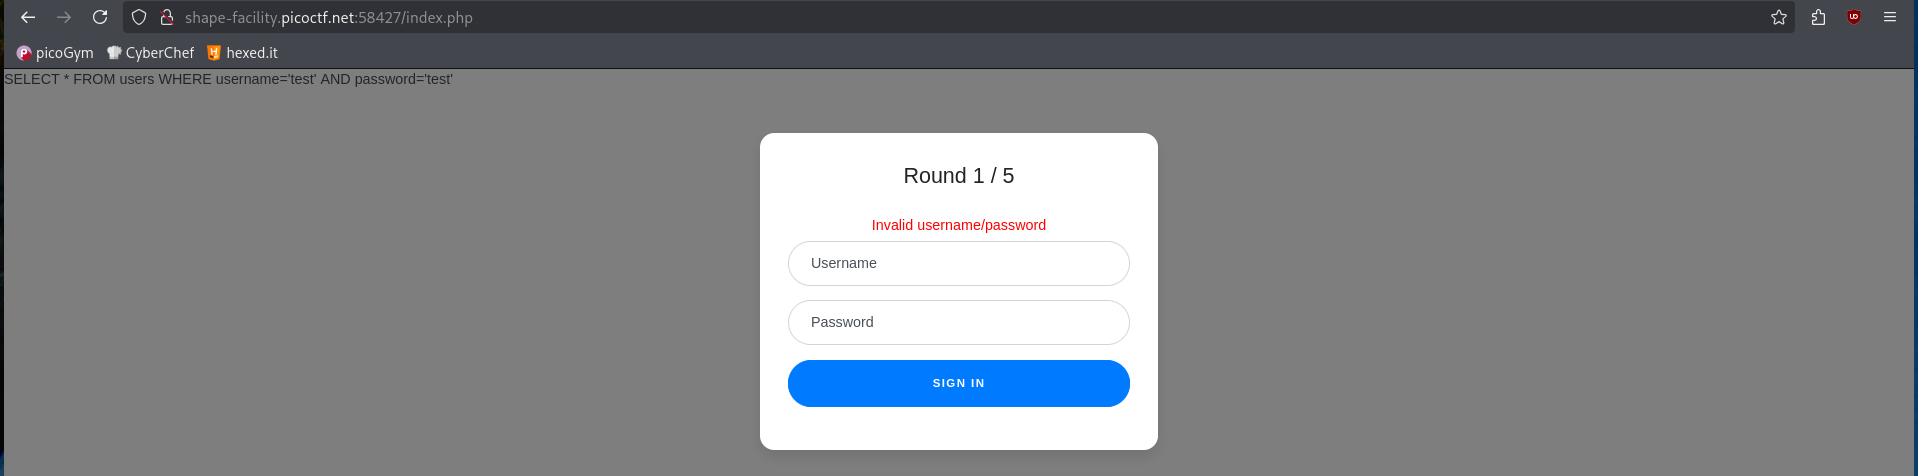 shape-facility.picoctf.net:58427/index.php
picoGym CyberChef hexed.it
SELECT * FROM users WHERE username='test' AND password='test'
Round 1 / 5
Invalid username/password
Username
Password
SIGN IN